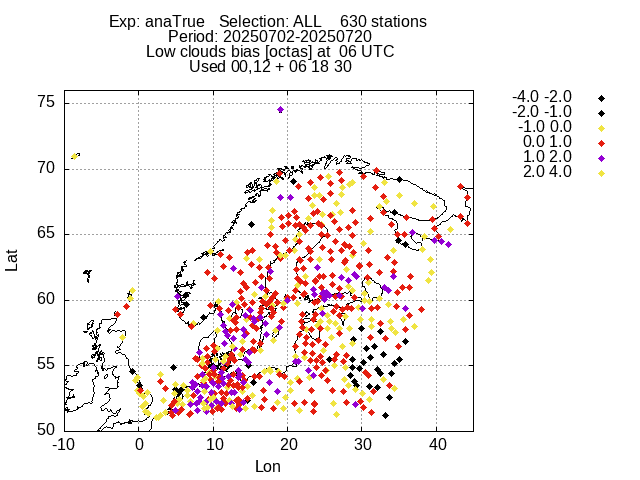 Exp: anaTrue Selection: ALL 630 stations
Period: 20250702-20250720
Low clouds bias [octas] at 06 UTC
Used 00,12 + 06 18 30
-4.0 -2.0
-2.0 -1.0
-1.0 0.0
0.0 1.0
1.0 2.0
2.0 4.0
75
70
65
60
55
50
Lat
-10 0 10 20 30 40
Lon